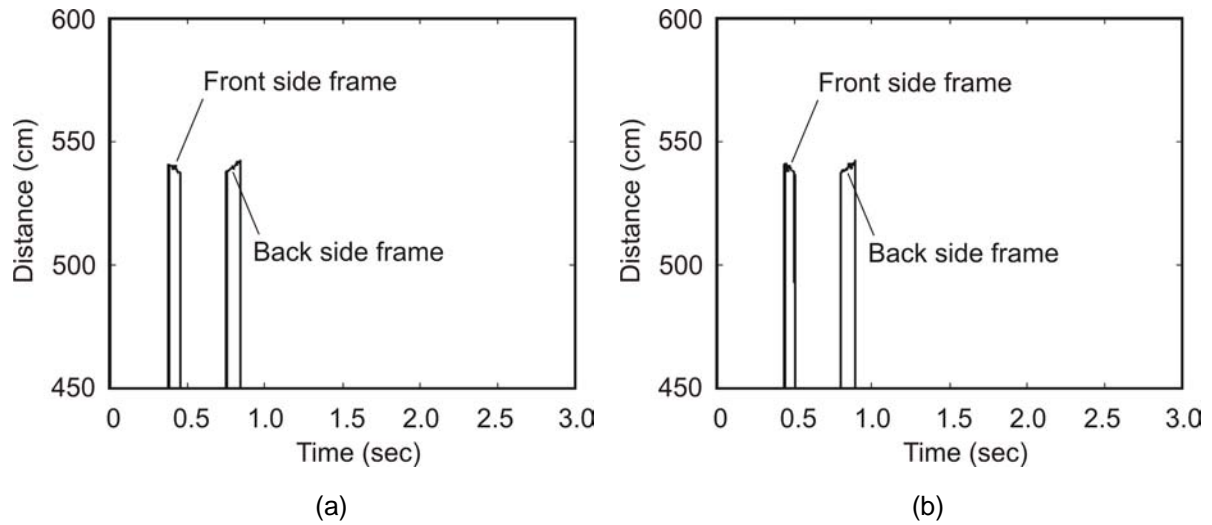 600
550
500
450
Distance (cm)
Front side frame
Back side frame
0 0.5 1.0 1.5 2.0 2.5 3.0
Time (sec)
(a)
600
550
500
450
Distance (cm)
Front side frame
Back side frame
0 0.5 1.0 1.5 2.0 2.5 3.0
Time (sec)
(b)